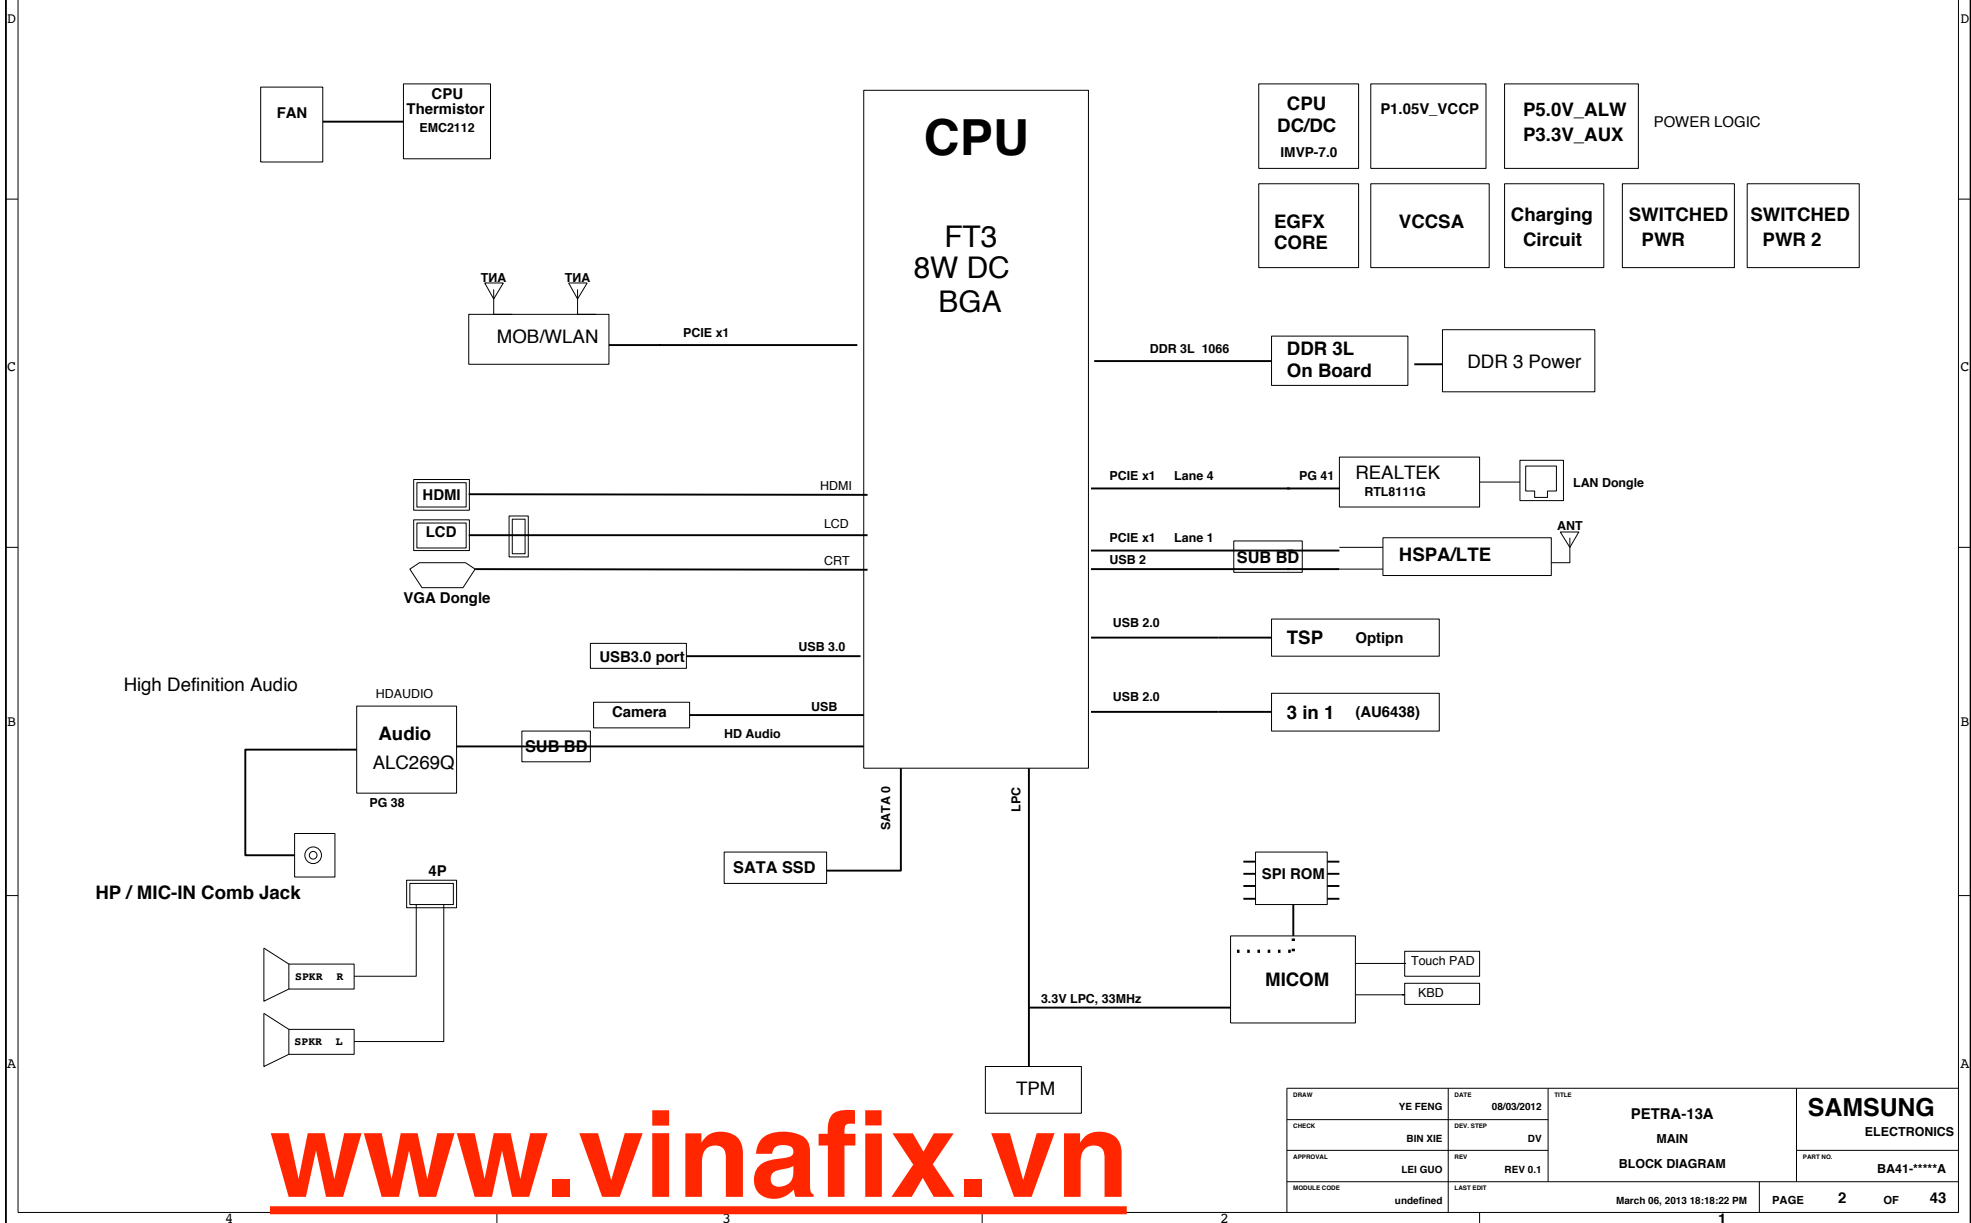 D
D
FAN
CPU
Thermistor
EMC2112
CPU
FT3
8W DC
BGA
CPU
DC/DC
IMVP-7.0
P1.05V_VCCP
P5.0V_ALW
P3.3V_AUX
POWER LOGIC
EGFX
CORE
VCCSA
Charging
Circuit
SWITCHED
PWR
SWITCHED
PWR 2
ANT
ANT
MOB/WLAN
PCIE x1
DDR 3L 1066
DDR 3L
On Board
DDR 3 Power
C
C
HDMI
HDMI
LCD
LCD
CRT
VGA Dongle
PCIE x1 Lane 4
PG 41
REALTEK
RTL8111G
LAN Dongle
PCIE x1 Lane 1
USB 2
SUB BD
HSPA/LTE
ANT
USB3.0 port
USB 3.0
USB 2.0
TSP Optipn
High Definition Audio
HDAUDIO
Camera
USB
USB 2.0
3 in 1 (AU6438)
B
B
Audio
ALC269Q
PG 38
SUB BD
HD Audio
SATA 0
LPC
SATA SSD
HP / MIC-IN Comb Jack
4P
SPKR R
SPKR L
SPI ROM
MICOM
Touch PAD
KBD
3.3V LPC, 33MHz
TPM
A
A
www.vinafix.vn
DRAW
YE FENG
DATE
08/03/2012
TITLE
PETRA-13A
MAIN
BLOCK DIAGRAM
SAMSUNG
ELECTRONICS
CHECK
BIN XIE
DEV. STEP
DV
APPROVAL
LEI GUO
REV
REV 0.1
PART NO.
BA41-*****A
MODULE CODE
undefined
LAST EDIT
March 06, 2013 18:18:22 PM
PAGE 2 OF 43
4
3
2
1